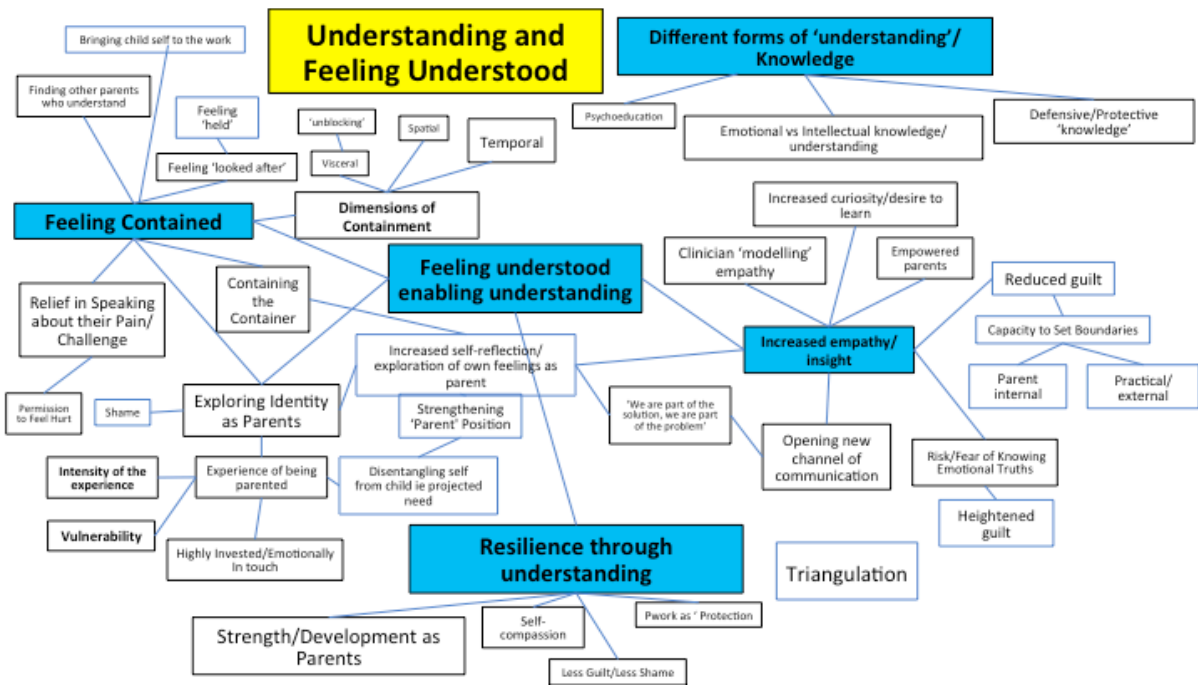 Bringing child self to the work
Understanding and
Feeling Understood
Different forms of ‘understanding’/
Knowledge
Finding other parents
who understand
Feeling
‘held’
‘unblocking’
Spatial
Temporal
Psychoeducation
Emotional vs Intellectual knowledge/
understanding
Defensive/Protective
‘knowledge’
Feeling ‘looked after’
Visceral
Feeling Contained
Dimensions of
Containment
Increased curiosity/desire to
learn
Clinician ‘modelling’
empathy
Empowered
parents
Feeling understood
enabling understanding
Reduced guilt
Relief in Speaking
about their Pain/
Challenge
Containing
the
Container
Capacity to Set Boundaries
Increased empathy/
insight
Increased self-reflection/
exploration of own feelings as
parent
Parent
internal
Practical/
external
Permission
to Feel Hurt
Shame
Exploring Identity
as Parents
Strengthening
‘Parent’ Position
‘We are part of the
solution, we are part
of the problem’
Opening new
channel of
communication
Risk/Fear of Knowing
Emotional Truths
Intensity of the
experience
Experience of being
parented
Disentangling self
from child ie projected
need
Heightened
guilt
Vulnerability
Highly Invested/Emotionally
In touch
Resilience through
understanding
Triangulation
Strength/Development as
Parents
Self-
compassion
Pwork as ‘ Protection
Less Guilt/Less Shame